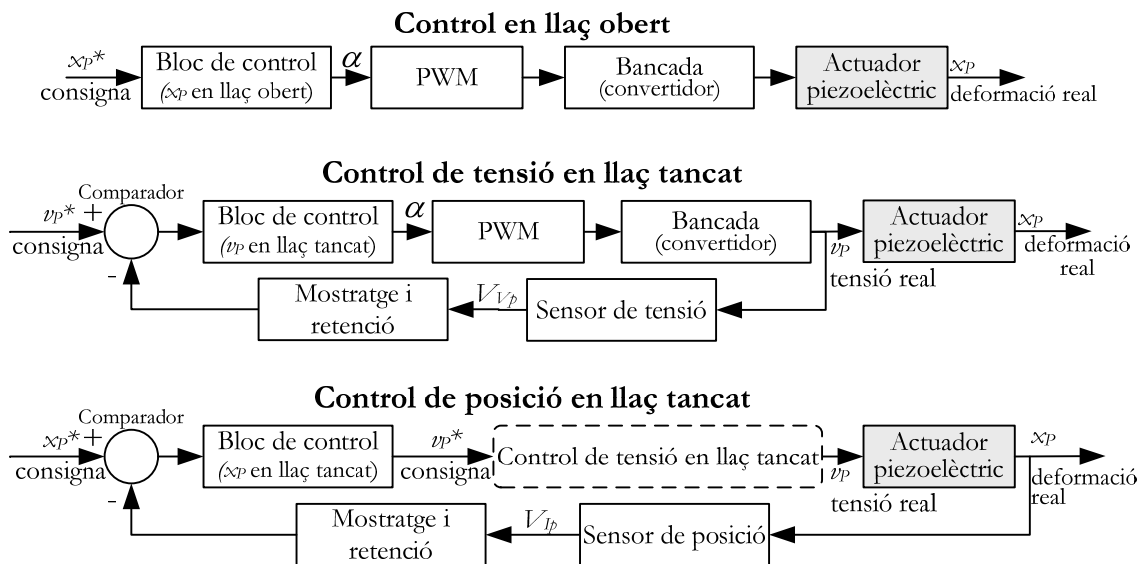 Control en llaç obert
xP*
consigna
Bloc de control
(xP en llaç obert)
α
PWM
Bancada
(convertidor)
Actuador
piezoelèctric
xP
deformació real
Control de tensió en llaç tancat
Comparador
vP* +
consigna
-
Bloc de control
(vP en llaç tancat)
α
PWM
Bancada
(convertidor)
vP
tensió real
Actuador
piezoelèctric
xP
deformació
real
Mostratge i
retenció
VVp
Sensor de tensió
Control de posició en llaç tancat
Comparador
xP* +
consigna
-
Bloc de control
(xP en llaç tancat)
vP*
consigna
Control de tensió en llaç tancat
vP
tensió real
Actuador
piezoelèctric
xP
deformació
real
Mostratge i
retenció
VIp
Sensor de posició